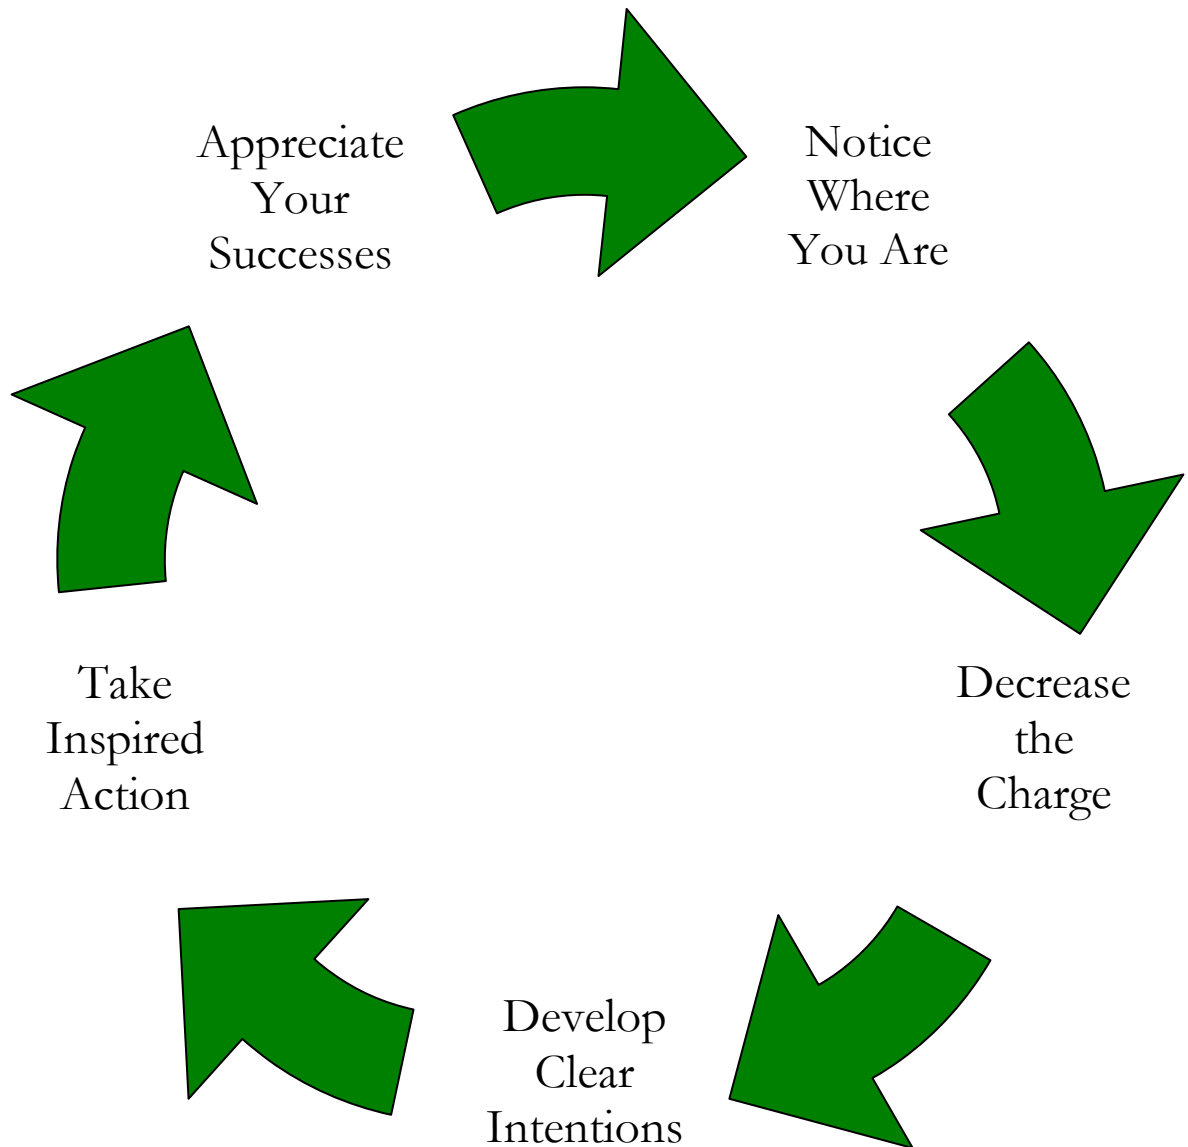 Appreciate
Your
Successes
Notice
Where
You Are
Decrease
the
Charge
Develop
Clear
Intentions
Take
Inspired
Action